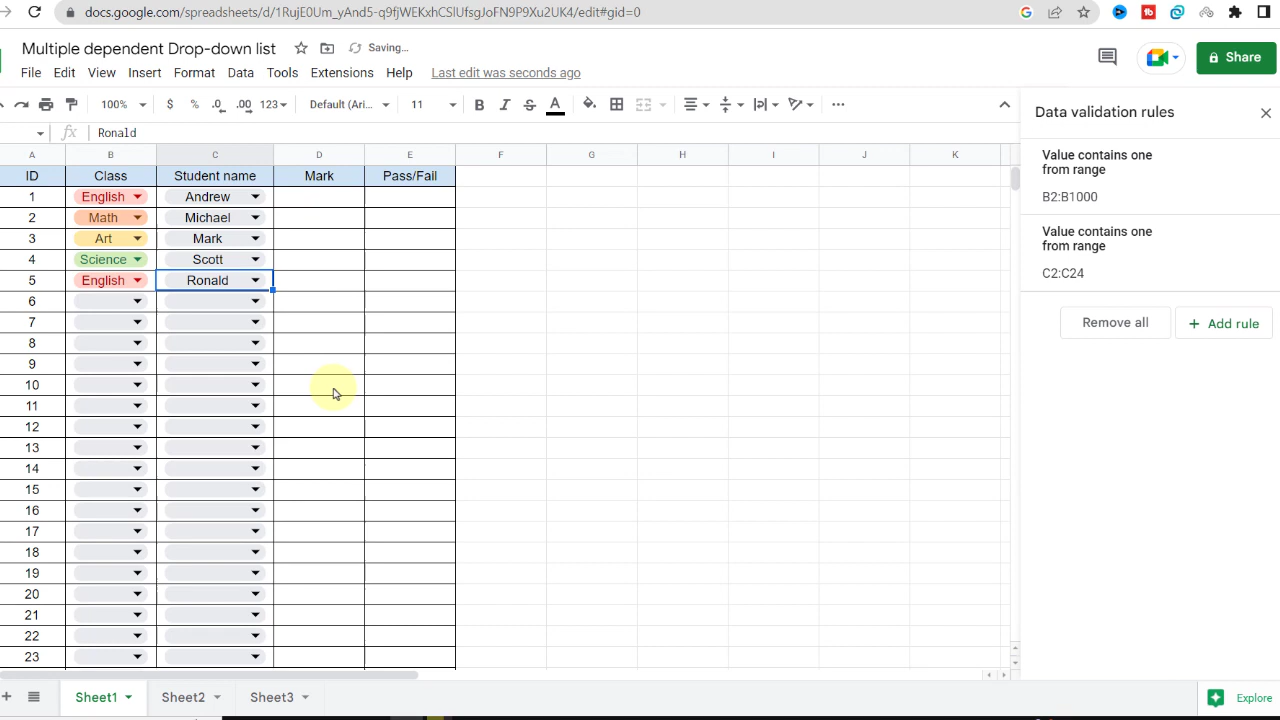 docs.google.com/spreadsheets/d/1RujE0Um_yAnd5-q9fjWEKxhCSlUfsgJoFN9P9Xu2UK4/edit#gid=0
Multiple dependent Drop-down list Saving...
File Edit View Insert Format Data Tools Extensions Help Last edit was seconds ago Share
100% $ % .0 .00 123 Default (Ari... 11 B I S A
Data validation rules
fx Ronald
A B C D E F G H I J K
ID Class Student name Mark Pass/Fail
1 English Andrew
2 Math Michael
3 Art Mark
4 Science Scott
5 English Ronald
6
7
8
9
10
11
12
13
14
15
16
17
18
19
20
21
22
23
Value contains one
from range
B2:B1000
Value contains one
from range
C2:C24
Remove all + Add rule
+ Sheet1 Sheet2 Sheet3 Explore